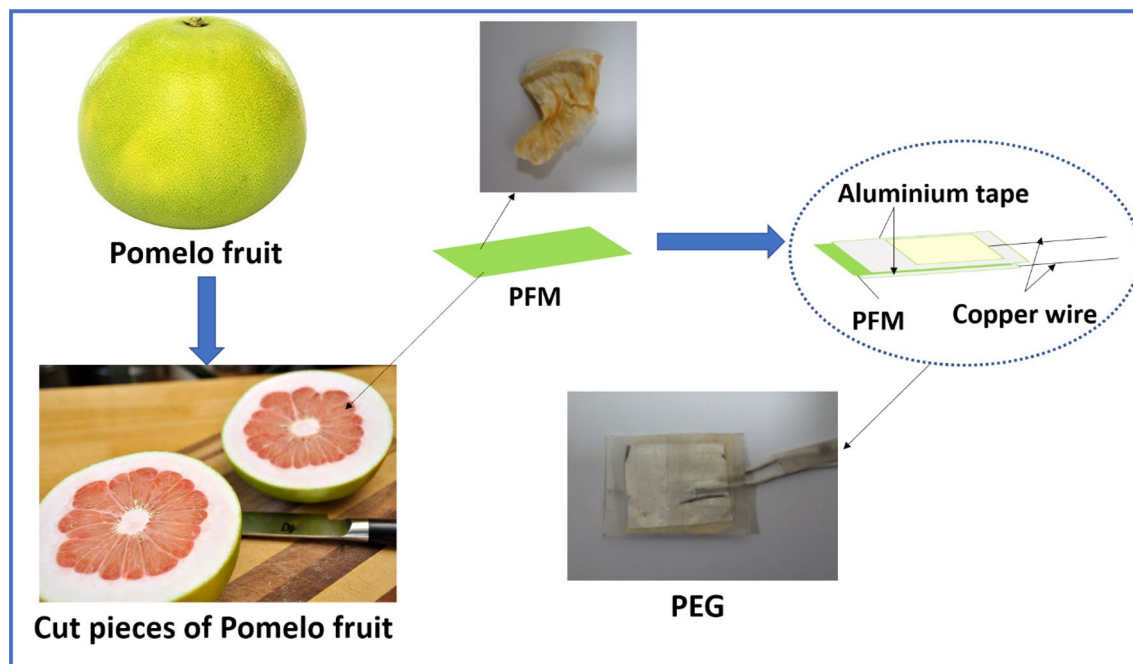 Pomelo fruit
Cut pieces of Pomelo fruit
PFM
Aluminium tape
PFM
Copper wire
PEG